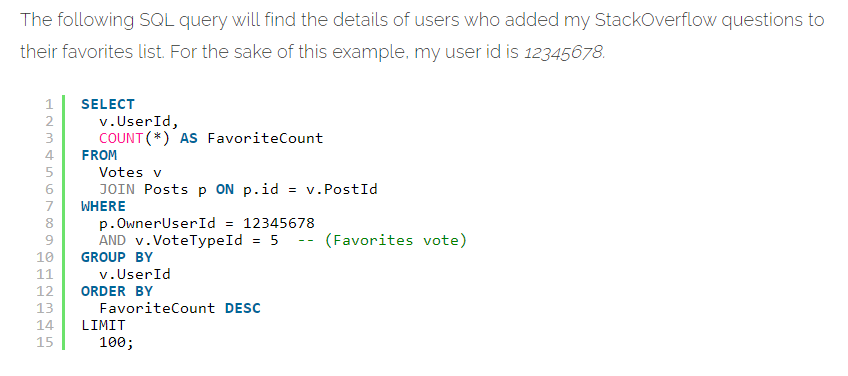 The following SQL query will find the details of users who added my StackOverflow questions to
their favorites list. For the sake of this example, my user id is 12345678.
1 SELECT
2 v.UserId,
3 COUNT(*) AS FavoriteCount
4 FROM
5 Votes v
6 JOIN Posts p ON p.id = v.PostId
7 WHERE
8 p.OwnerUserId = 12345678
9 AND v.VoteTypeId = 5 -- (Favorites vote)
10 GROUP BY
11 v.UserId
12 ORDER BY
13 FavoriteCount DESC
14 LIMIT
15 100;